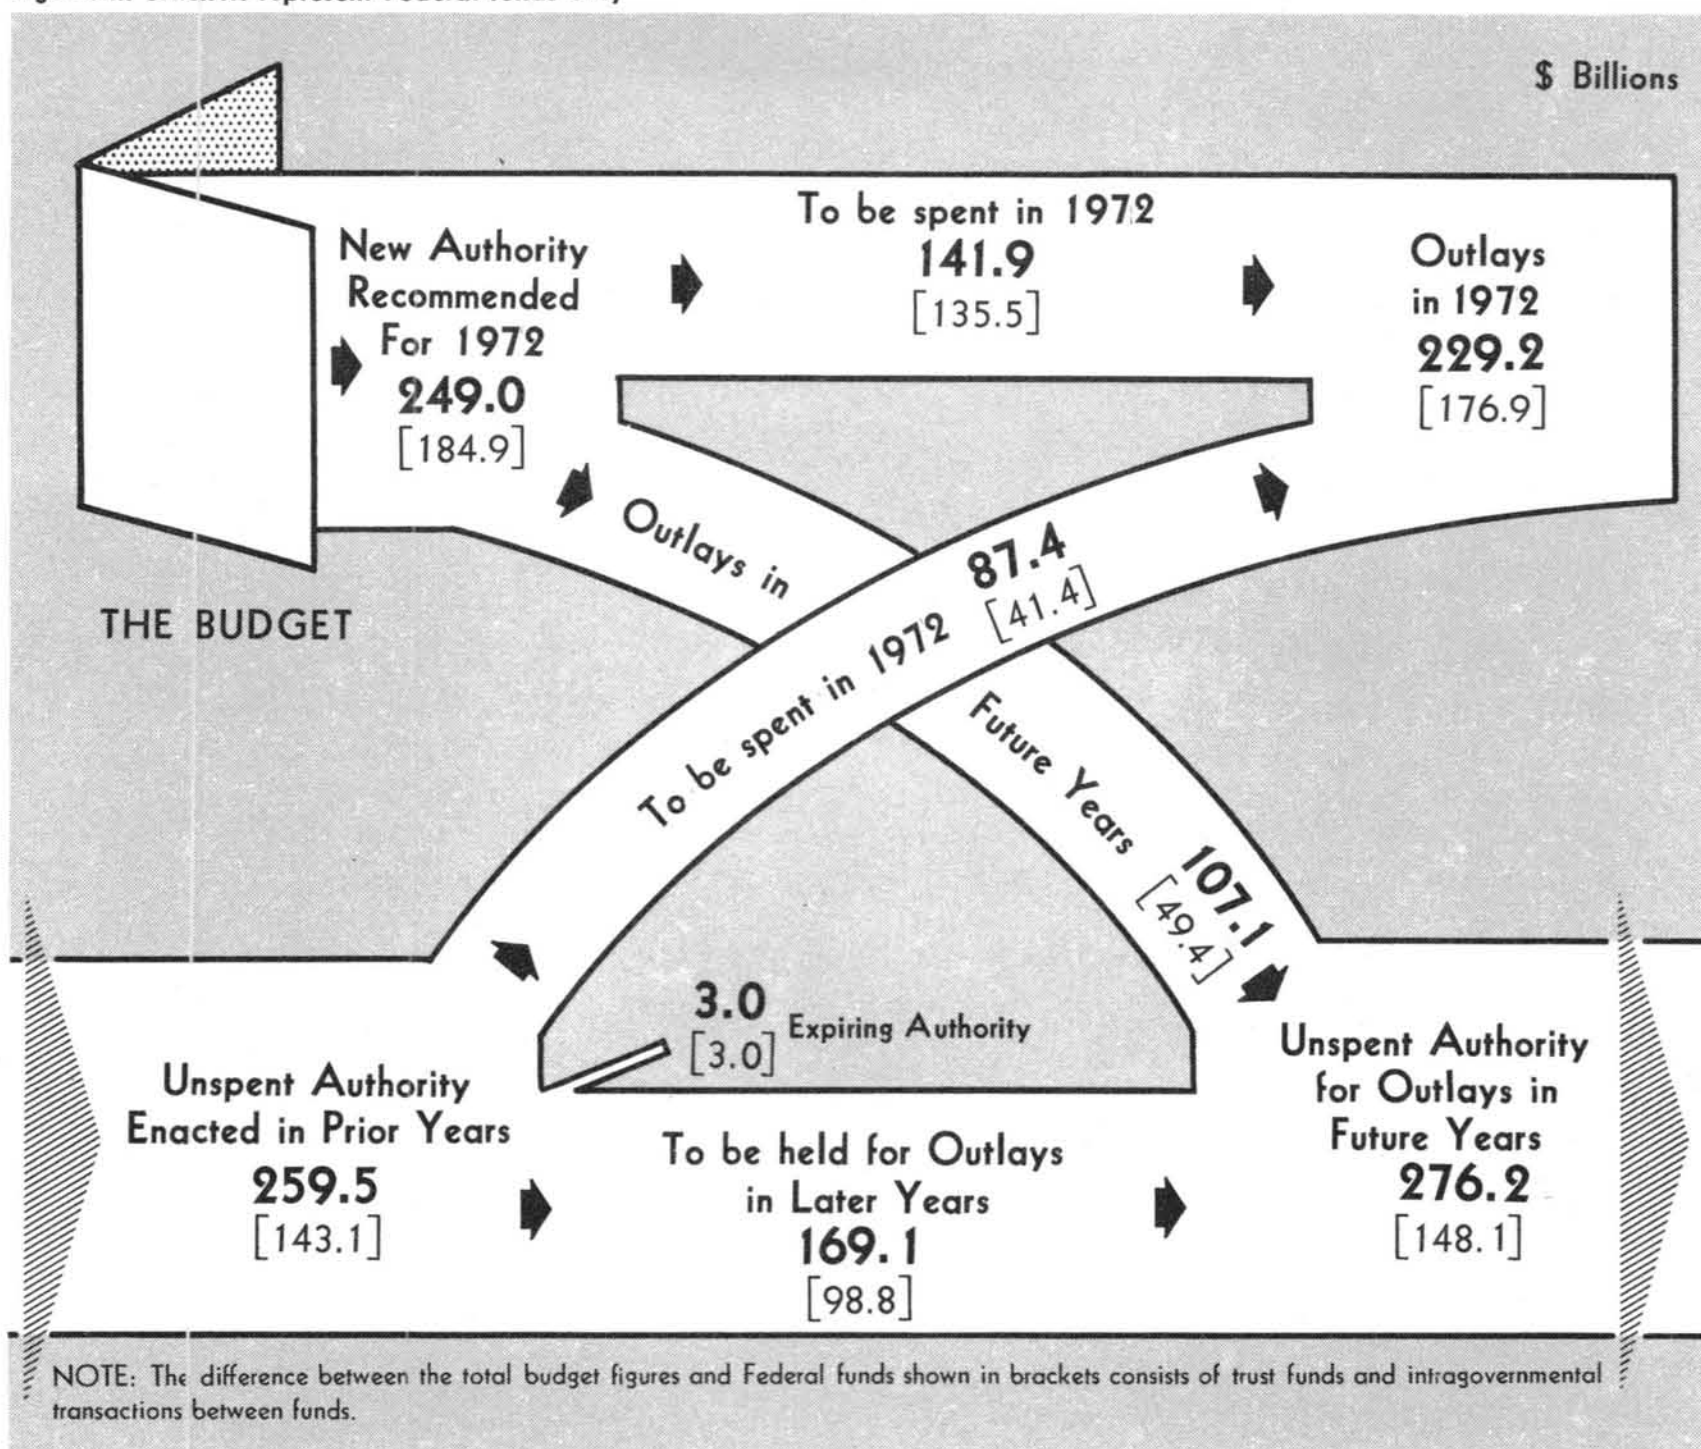 $ Billions
New Authority
Recommended
For 1972
249.0
[184.9]
To be spent in 1972
141.9
[135.5]
Outlays
in 1972
229.2
[176.9]
Outlays in
Future Years
107.1
[49.4]
To be spent in 1972
87.4
[41.4]
THE BUDGET
3.0
[3.0]
Expiring Authority
Unspent Authority
Enacted in Prior Years
259.5
[143.1]
To be held for Outlays
in Later Years
169.1
[98.8]
Unspent Authority
for Outlays in
Future Years
276.2
[148.1]
NOTE: The difference between the total budget figures and Federal funds shown in brackets consists of trust funds and intragovernmental
transactions between funds.